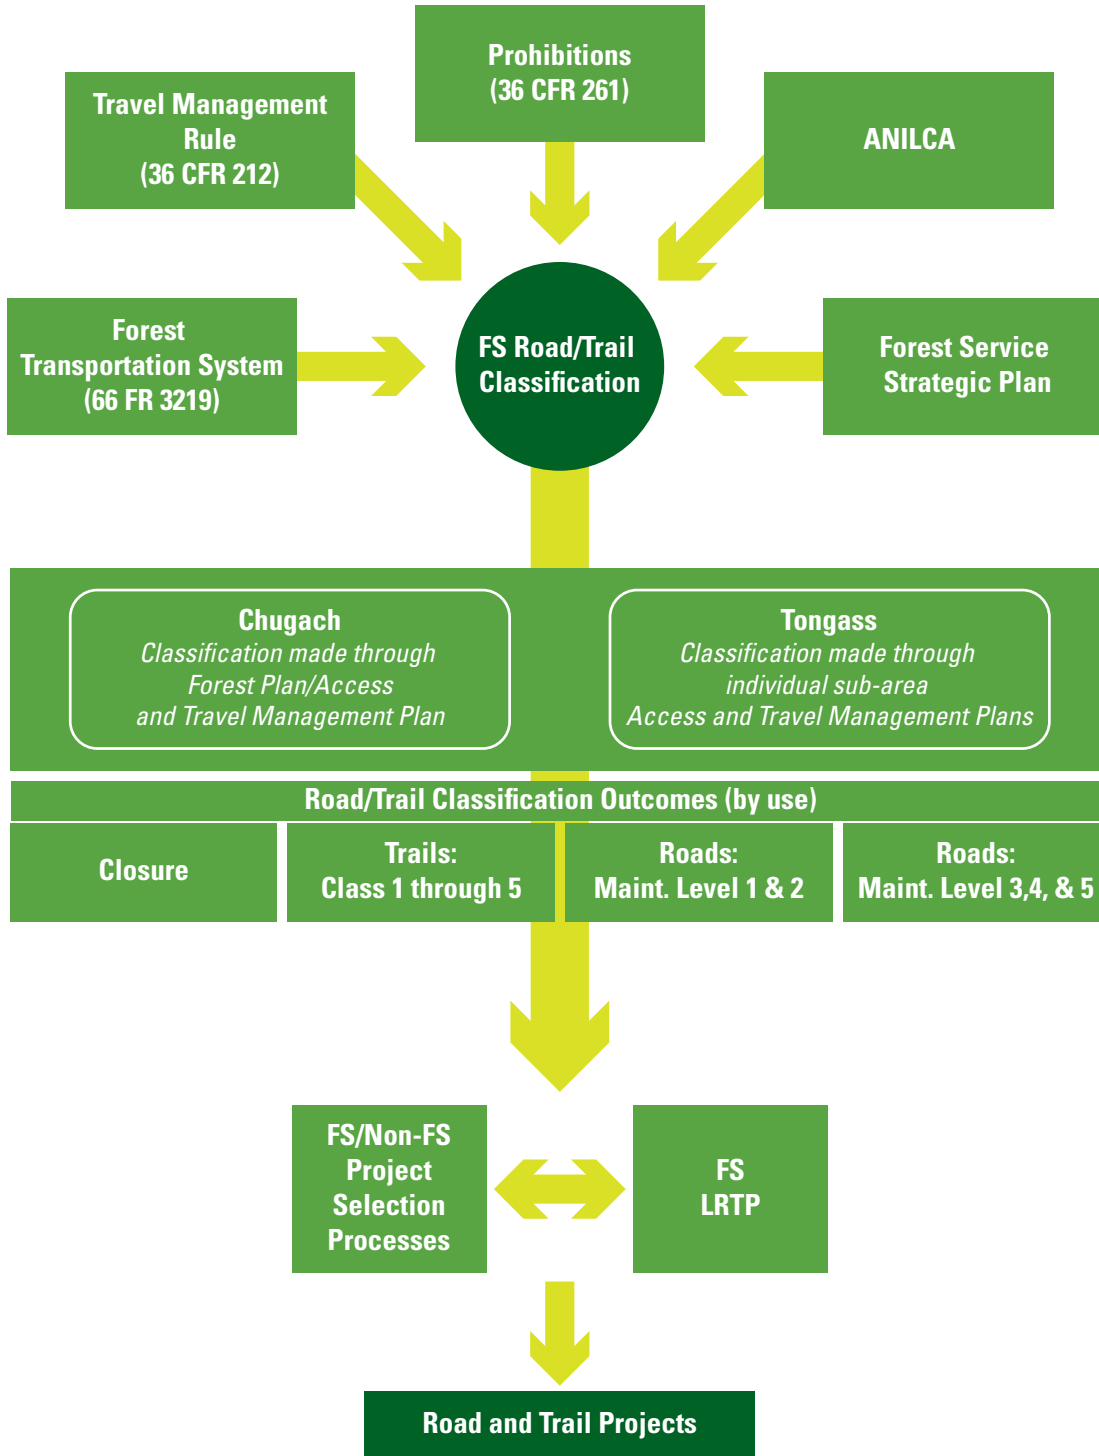 Prohibitions
(36 CFR 261)
Travel Management
Rule
(36 CFR 212)
ANILCA
Forest
Transportation System
(66 FR 3219)
FS Road/Trail
Classification
Forest Service
Strategic Plan
Chugach
Classification made through
Forest Plan/Access
and Travel Management Plan
Tongass
Classification made through
individual sub-area
Access and Travel Management Plans
Road/Trail Classification Outcomes (by use)
Closure
Trails:
Class 1 through 5
Roads:
Maint. Level 1 & 2
Roads:
Maint. Level 3,4, & 5
FS/Non-FS
Project
Selection
Processes
FS
LRTP
Road and Trail Projects